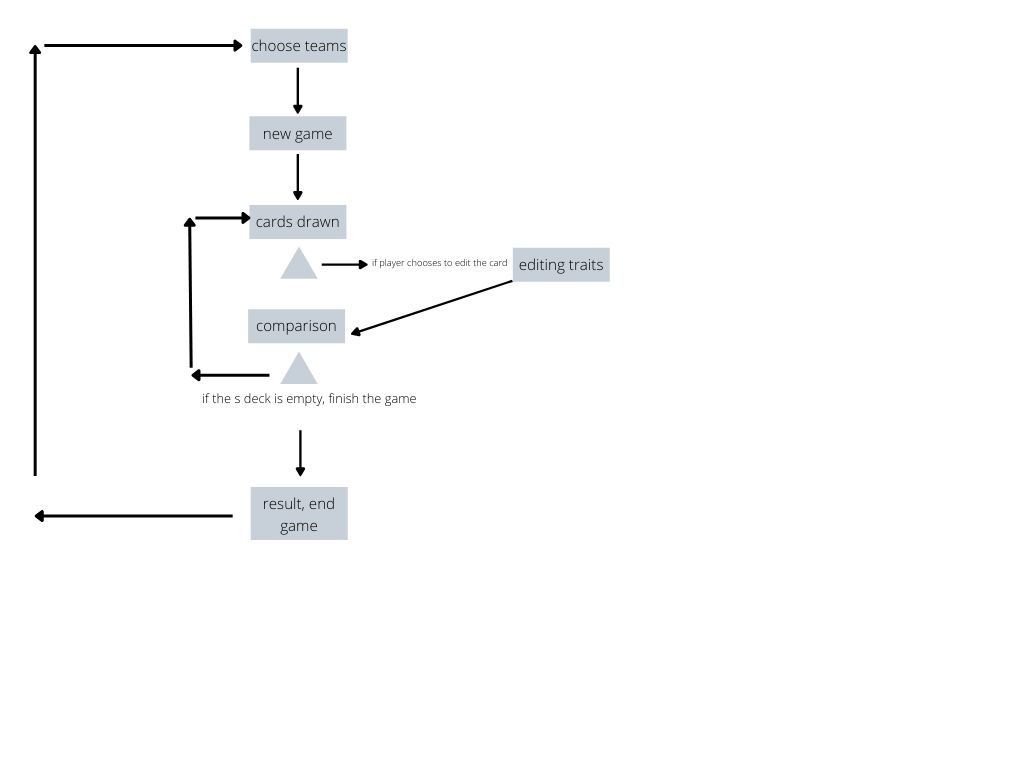 choose teams
new game
cards drawn
if player chooses to edit the card
editing traits
comparison
if the s deck is empty, finish the game
result, end
game